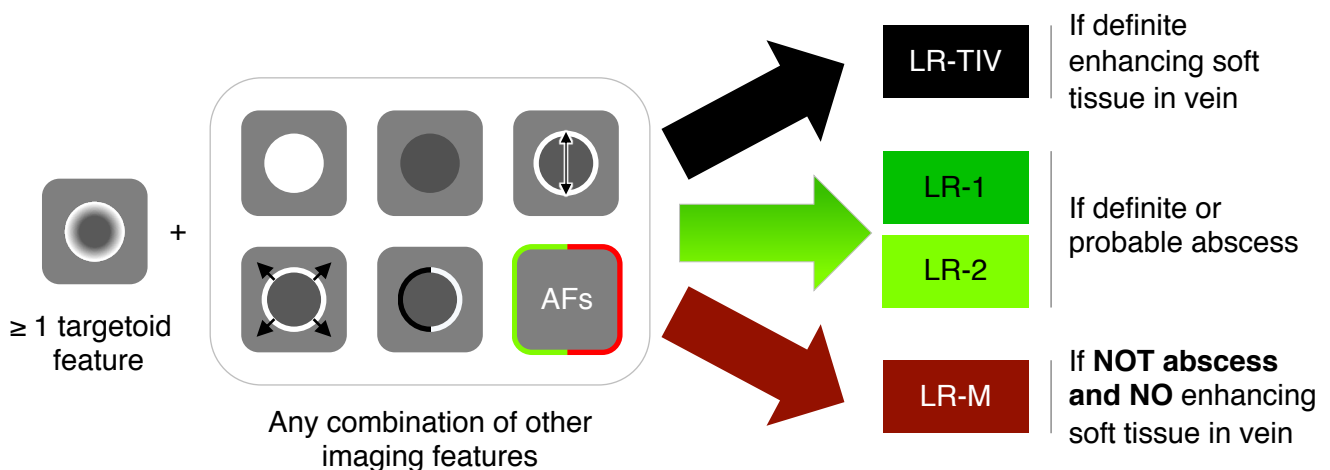 ≥ 1 targetoid
feature
+
AFs
Any combination of other
imaging features
LR-TIV
If definite
enhancing soft
tissue in vein
LR-1
LR-2
If definite or
probable abscess
LR-M
If NOT abscess
and NO enhancing
soft tissue in vein